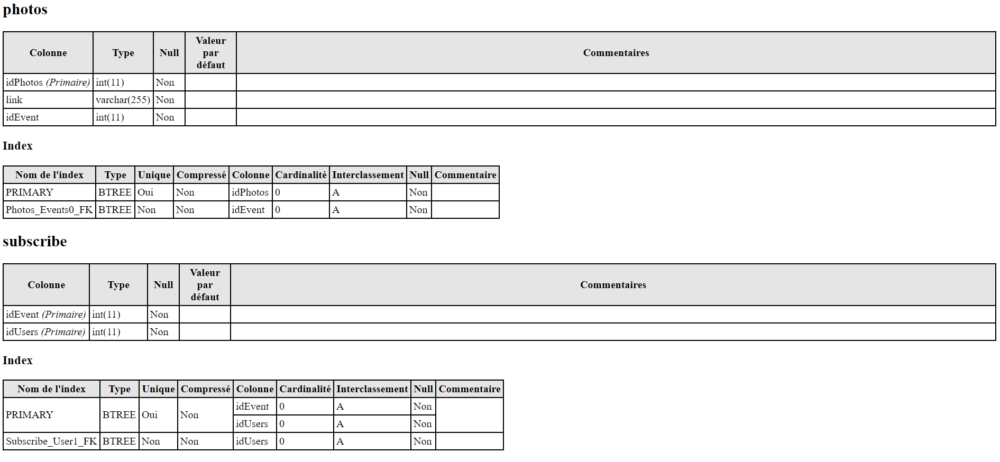 photos
Colonne Type Null Valeur par défaut Commentaires
idPhotos (Primaire) int(11) Non
link varchar(255) Non
idEvent int(11) Non
Index
Nom de l'index Type Unique Compressé Colonne Cardinalité Interclassement Null Commentaire
PRIMARY BTREE Oui Non idPhotos 0 A Non
Photos_Events0_FK BTREE Non Non idEvent 0 A Non
subscribe
Colonne Type Null Valeur par défaut Commentaires
idEvent (Primaire) int(11) Non
idUsers (Primaire) int(11) Non
Index
Nom de l'index Type Unique Compressé Colonne Cardinalité Interclassement Null Commentaire
PRIMARY BTREE Oui Non idEvent 0 A Non
idUsers 0 A Non
Subscribe_User1_FK BTREE Non Non idUsers 0 A Non